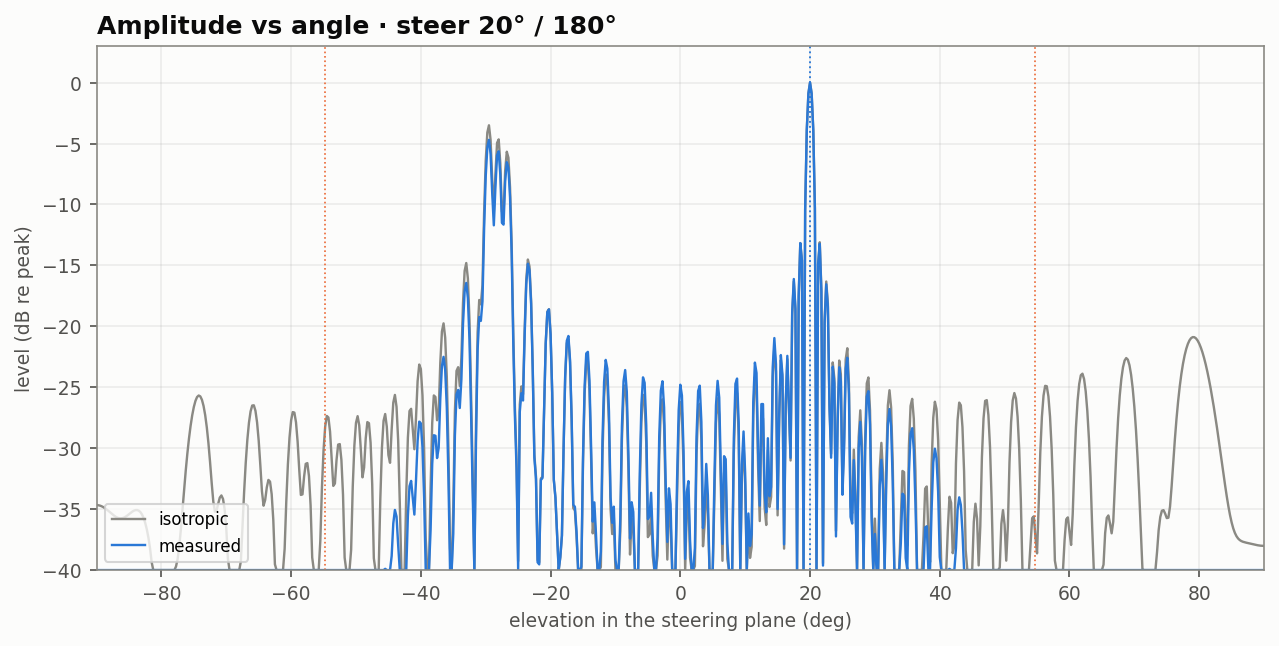 Amplitude vs angle · steer 20° / 180°
level (dB re peak)
0
−5
−10
−15
−20
−25
−30
−35
−40
isotropic
measured
−80 −60 −40 −20 0 20 40 60 80
elevation in the steering plane (deg)